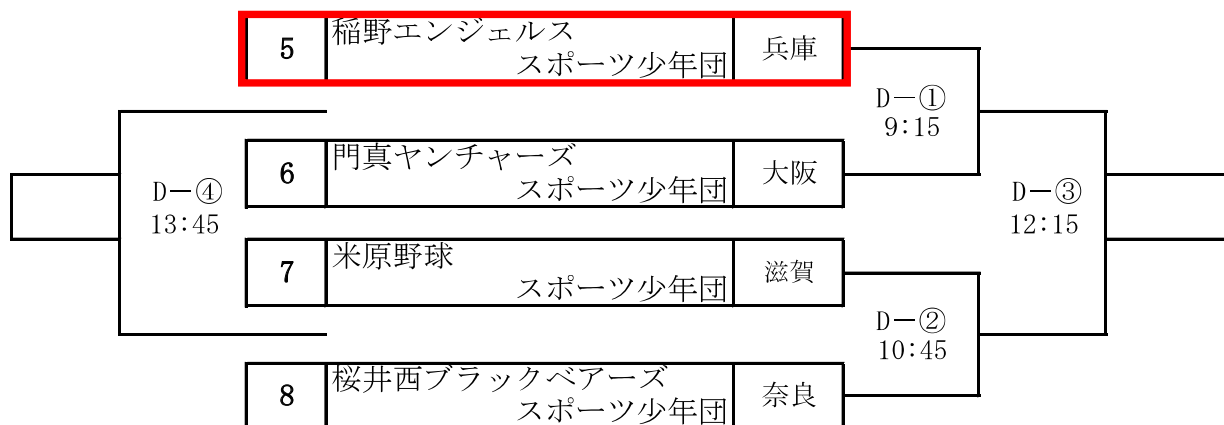 5
稲野エンジェルス
スポーツ少年団
兵庫
D－①
9:15
6
門真ヤンチャーズ
スポーツ少年団
大阪
D－④
13:45
D－③
12:15
7
米原野球
スポーツ少年団
滋賀
D－②
10:45
8
桜井西ブラックベアーズ
スポーツ少年団
奈良